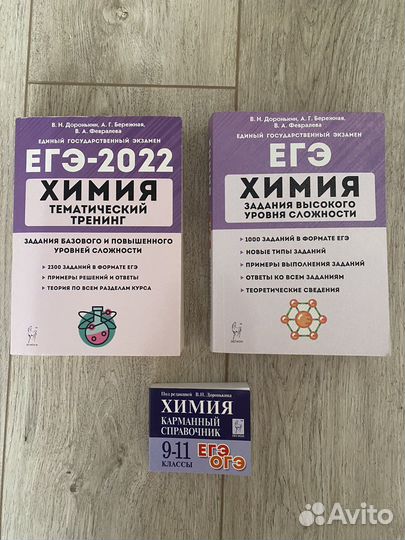 В. Н. Доронькин, А. Г. Бережная,
В. А. Февралева
ЕДИНЫЙ ГОСУДАРСТВЕННЫЙ ЭКЗАМЕН
ЕГЭ-2022
ХИМИЯ
ТЕМАТИЧЕСКИЙ
ТРЕНИНГ
ЗАДАНИЯ БАЗОВОГО И ПОВЫШЕННОГО
УРОВНЕЙ СЛОЖНОСТИ
2300 ЗАДАНИЙ В ФОРМАТЕ ЕГЭ
ПРИМЕРЫ РЕШЕНИЙ И ОТВЕТЫ
ТЕОРИЯ ПО ВСЕМ РАЗДЕЛАМ КУРСА
ЛЕГИОН
В. Н. Доронькин, А. Г. Бережная,
В. А. Февралева
ЕДИНЫЙ ГОСУДАРСТВЕННЫЙ ЭКЗАМЕН
ЕГЭ
ХИМИЯ
ЗАДАНИЯ ВЫСОКОГО
УРОВНЯ СЛОЖНОСТИ
1000 ЗАДАНИЙ В ФОРМАТЕ ЕГЭ
НОВЫЕ ТИПЫ ЗАДАНИЙ
ПРИМЕРЫ ВЫПОЛНЕНИЯ ЗАДАНИЙ
ОТВЕТЫ КО ВСЕМ ЗАДАНИЯМ
ТЕОРЕТИЧЕСКИЕ СВЕДЕНИЯ
ЛЕГИОН
Под редакцией В.Н. Доронькина
ХИМИЯ
КАРМАННЫЙ
СПРАВОЧНИК
9-11
КЛАССЫ
ЕГЭ
ОГЭ
ЛЕГИОН
Avito